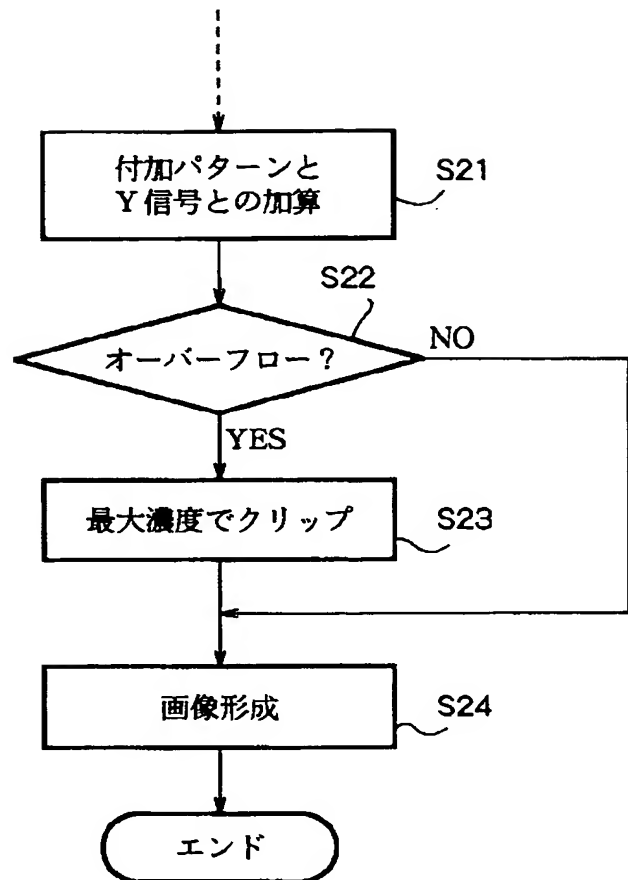 付加パターンと
Y信号との加算
S21
S22
オーバーフロー？
NO
YES
最大濃度でクリップ
S23
画像形成
S24
エンド